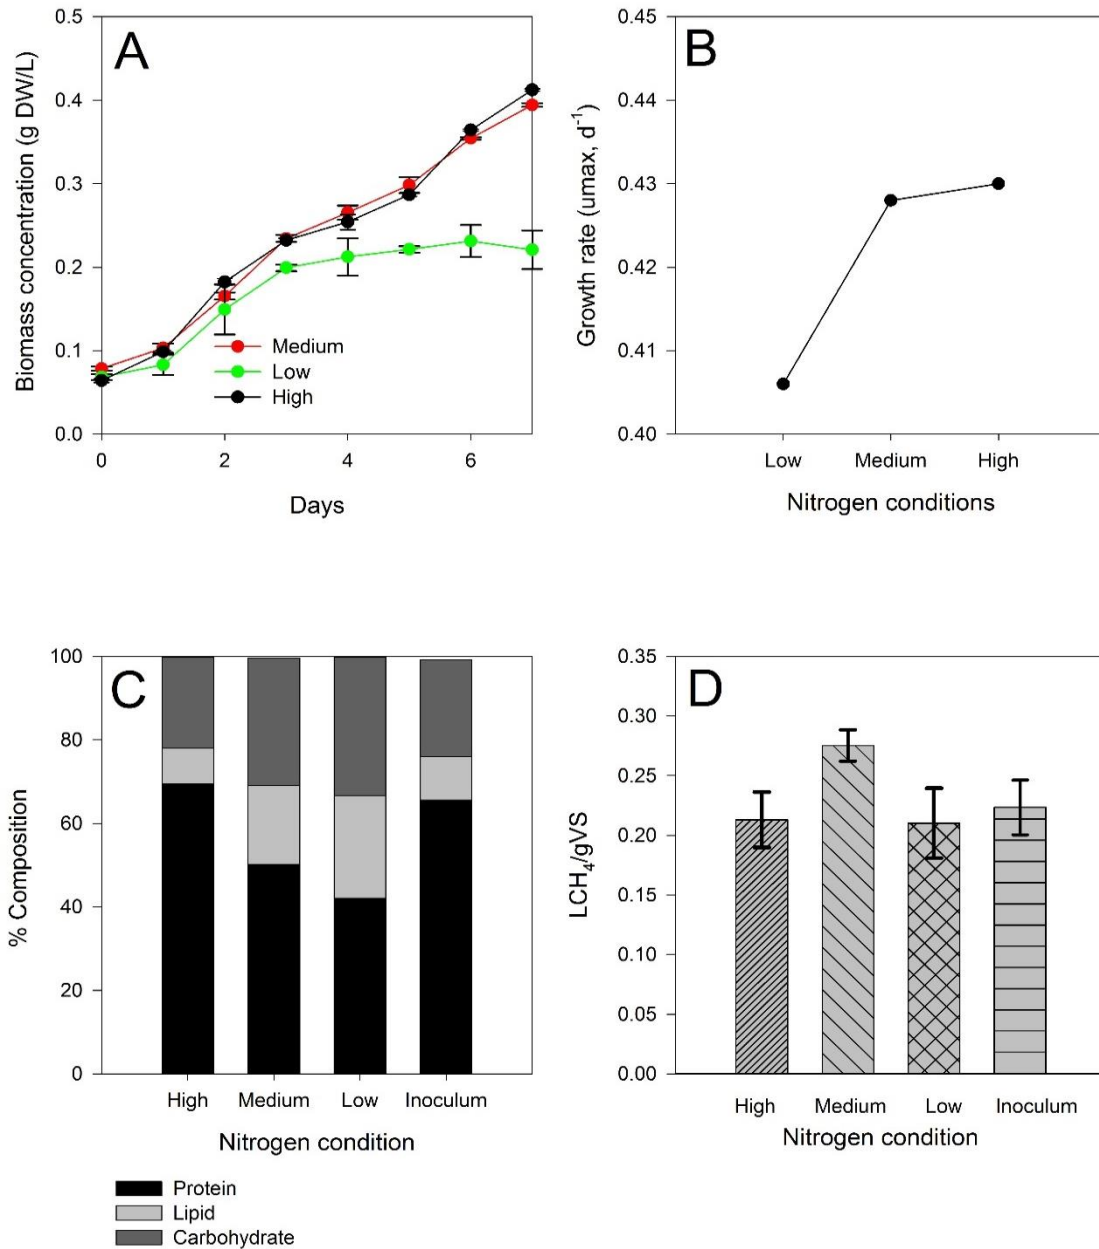 A
Biomass concentration (g DW/L)
0.5
0.4
0.3
0.2
0.1
0.0
Medium
Low
High
0 2 4 6
Days
B
Growth rate (umax, d⁻¹)
0.45
0.44
0.43
0.42
0.41
0.40
Low Medium High
Nitrogen conditions
C
% Composition
100
80
60
40
20
0
High Medium Low Inoculum
Nitrogen condition
Protein
Lipid
Carbohydrate
D
LCH₄/gVS
0.35
0.30
0.25
0.20
0.15
0.10
0.05
0.00
High Medium Low Inoculum
Nitrogen condition